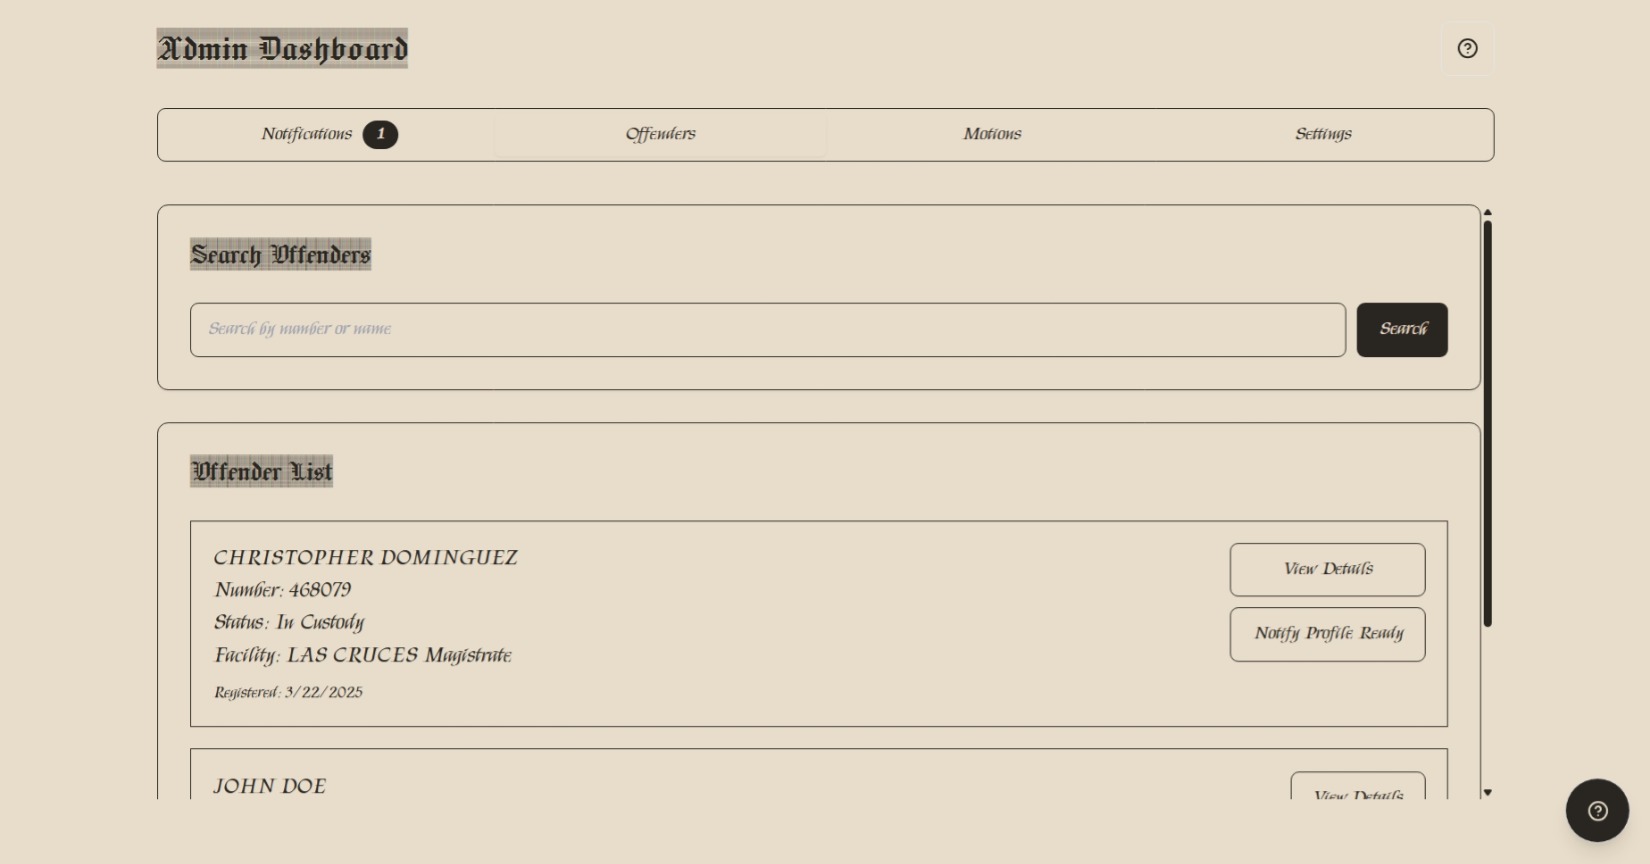 Admin Dashboard
Notifications 1
Offenders
Motions
Settings
Search Offenders
Search by number or name
Search
Offender List
CHRISTOPHER DOMINGUEZ
Number: 468079
Status: In Custody
Facility: LAS CRUCES Magistrate
Registered: 3/22/2025
View Details
Notify Profile Ready
JOHN DOE
View Details